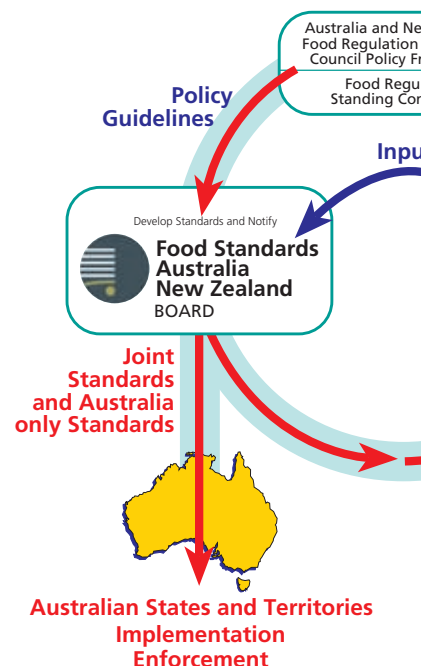 Australia and Ne
Food Regulation
Council Policy Fr
Food Regu
Standing Con
Policy
Guidelines
Inpu
Develop Standards and Notify
Food Standards
Australia
New Zealand
BOARD
Joint
Standards
and Australia
only Standards
Australian States and Territories
Implementation
Enforcement